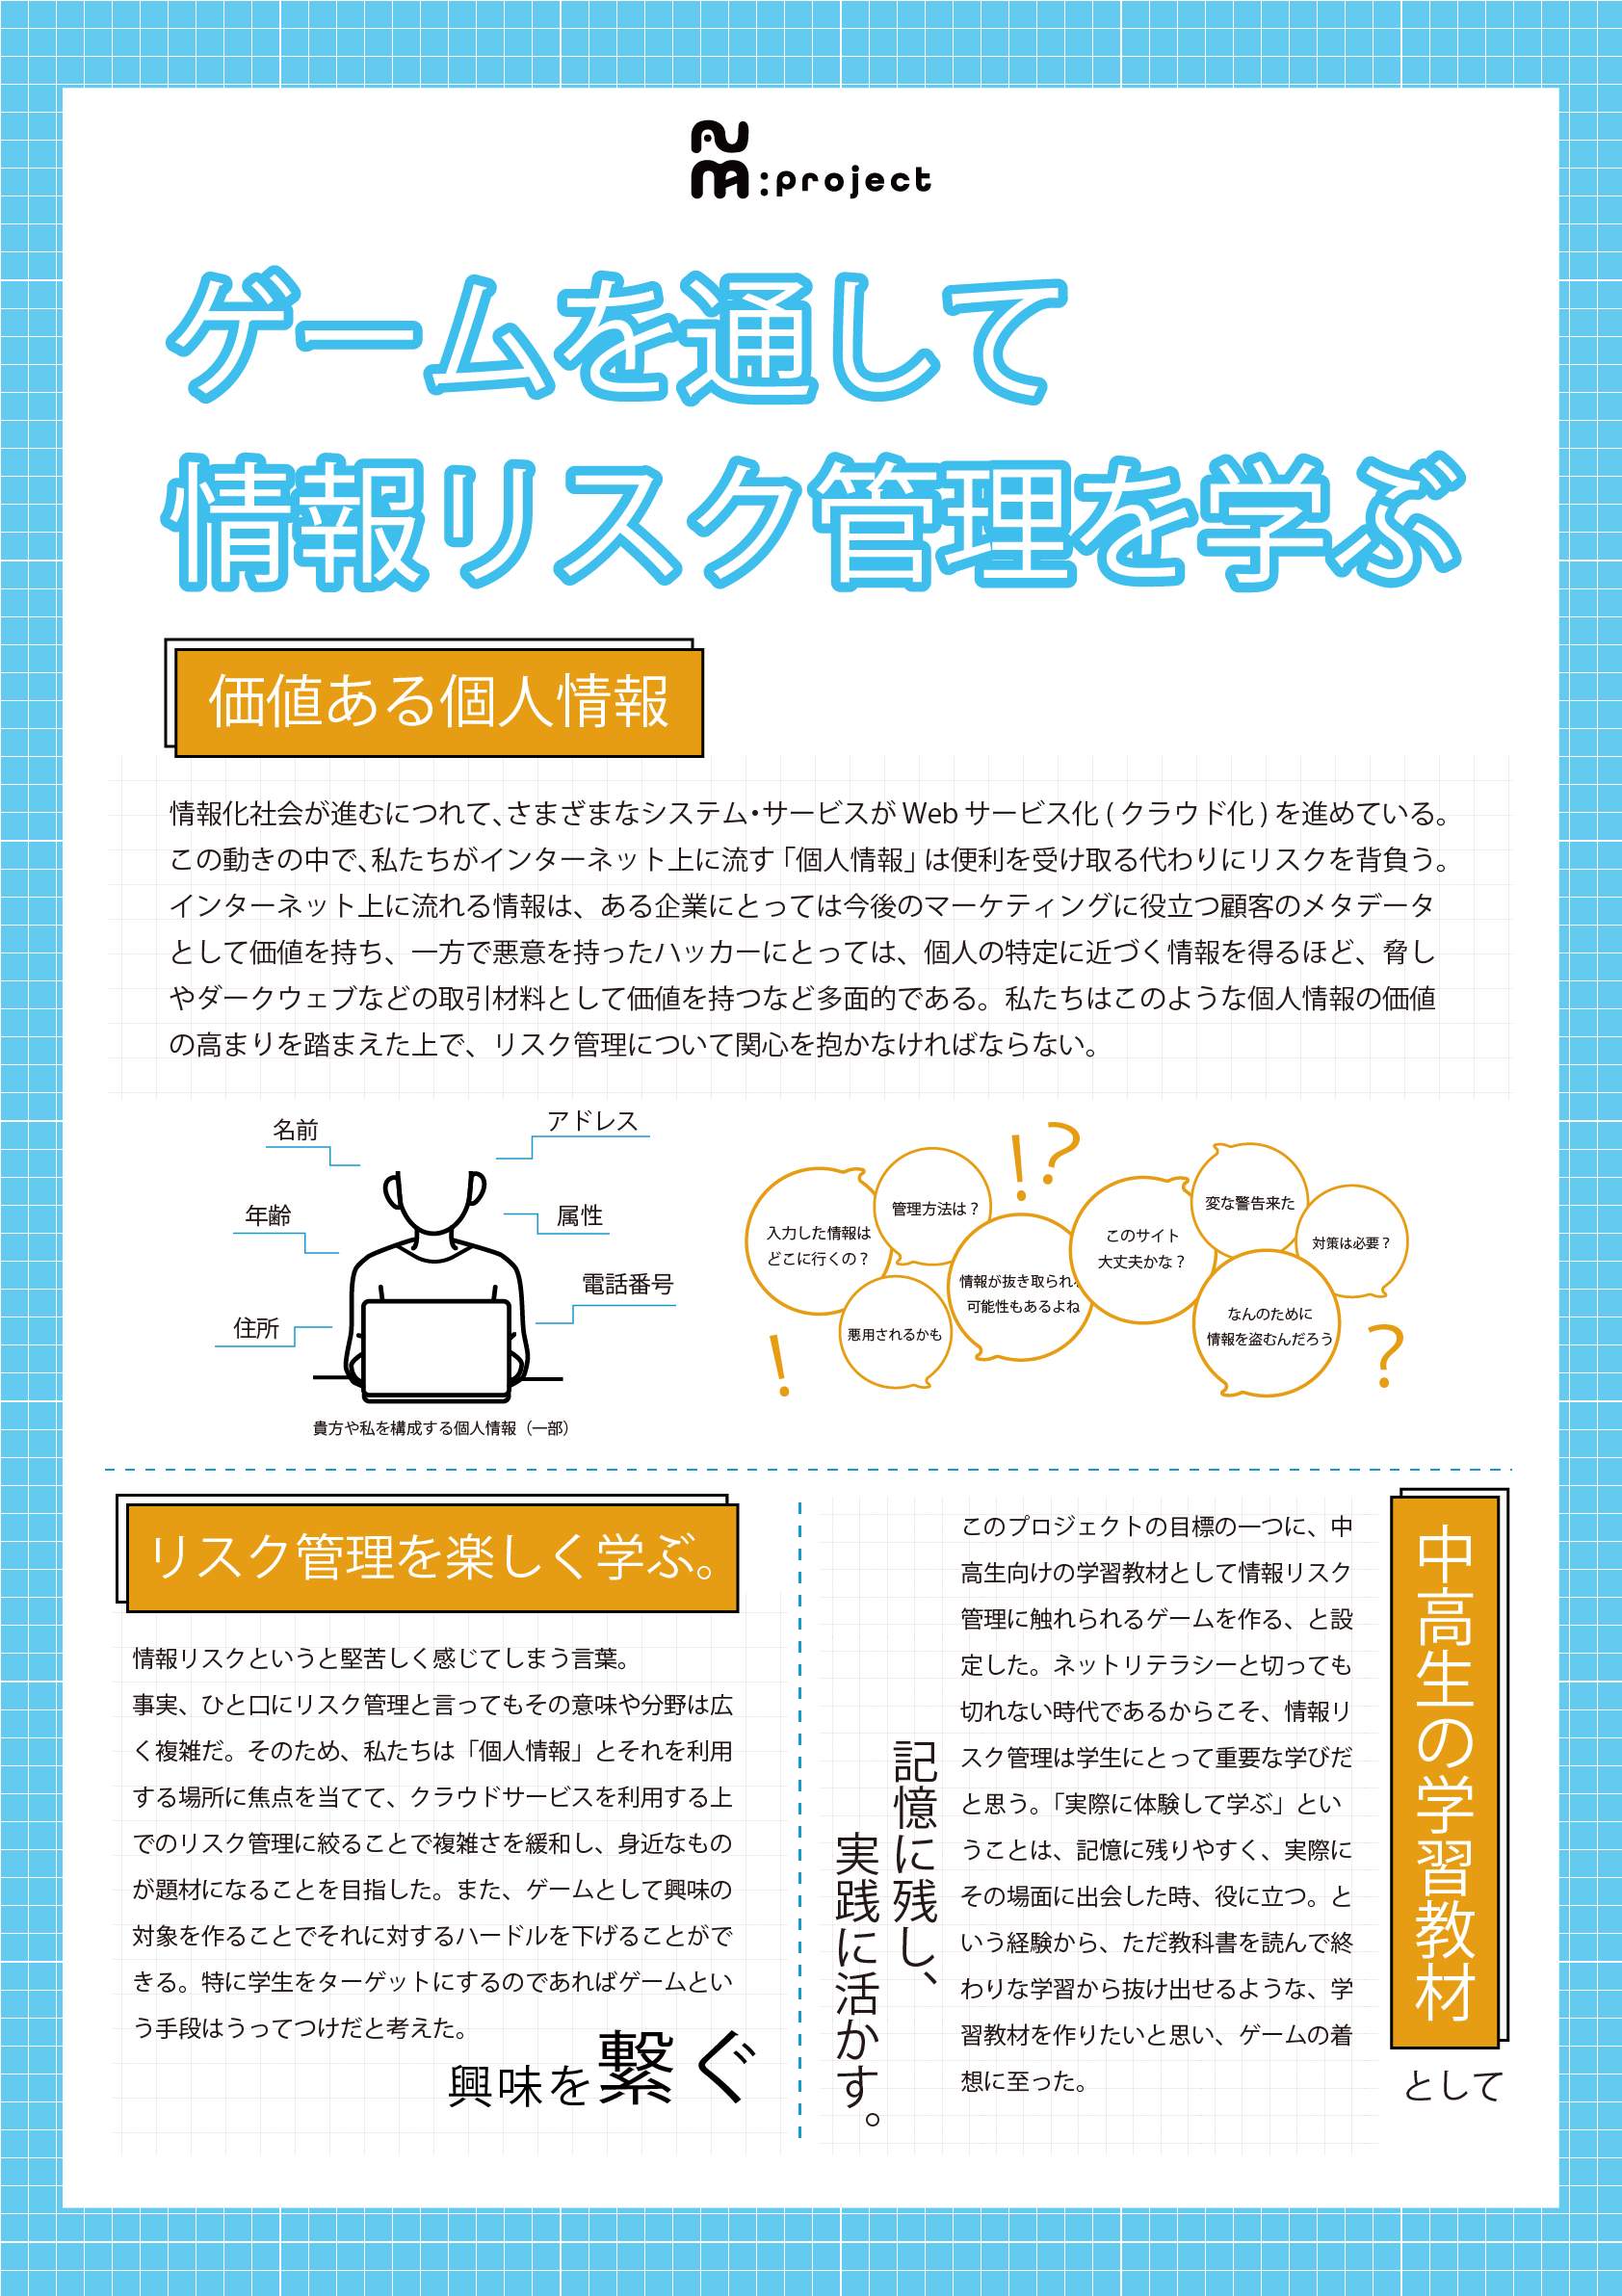 :project
ゲームを通して
情報リスク管理を学ぶ
価値ある個人情報
情報化社会が進むにつれて、さまざまなシステム・サービスが Web サービス化 ( クラウド化 ) を進めている。
この動きの中で、私たちがインターネット上に流す「個人情報」は便利を受け取る代わりにリスクを背負う。
インターネット上に流れる情報は、ある企業にとっては今後のマーケティングに役立つ顧客のメタデータ
として価値を持ち、一方で悪意を持ったハッカーにとっては、個人の特定に近づく情報を得るほど、脅し
やダークウェブなどの取引材料として価値を持つなど多面的である。私たちはこのような個人情報の価値
の高まりを踏まえた上で、リスク管理について関心を抱かなければならない。
名前
アドレス
年齢
属性
電話番号
住所
貴方や私を構成する個人情報（一部）
入力した情報は
どこに行くの？
管理方法は？
悪用されるかも
情報が抜き取られ
可能性もあるよね
このサイト
大丈夫かな？
変な警告来た
対策は必要？
なんのために
情報を盗むんだろう
!
!?
?
リスク管理を楽しく学ぶ。
情報リスクというと堅苦しく感じてしまう言葉。
事実、ひと口にリスク管理と言ってもその意味や分野は広
く複雑だ。そのため、私たちは「個人情報」とそれを利用
する場所に焦点を当てて、クラウドサービスを利用する上
でのリスク管理に絞ることで複雑さを緩和し、身近なもの
が題材になることを目指した。また、ゲームとして興味の
対象を作ることでそれに対するハードルを下げることがで
きる。特に学生をターゲットにするのであればゲームとい
う手段はうってつけだと考えた。
興味を繋ぐ
中高生の学習教材
として
このプロジェクトの目標の一つに、中
高生向けの学習教材として情報リスク
管理に触れられるゲームを作る、と設
定した。ネットリテラシーと切っても
切れない時代であるからこそ、情報リ
スク管理は学生にとって重要な学びだ
と思う。「実際に体験して学ぶ」とい
うことは、記憶に残りやすく、実際に
その場面に出会した時、役に立つ。と
いう経験から、ただ教科書を読んで終
わりな学習から抜け出せるような、学
習教材を作りたいと思い、ゲームの着
想に至った。
記憶に残し、
実践に活かす。